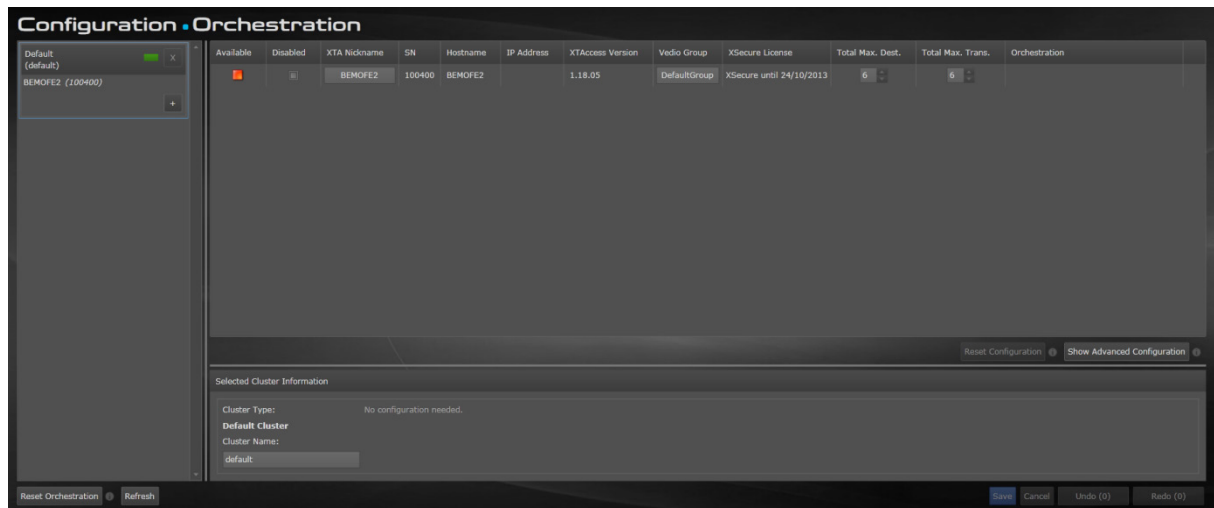 Configuration • Orchestration
Default
(default)
X
BEMOFE2 (100400)
+
Available Disabled XTA Nickname SN Hostname IP Address XTAccess Version Vedio Group XSecure License Total Max. Dest. Total Max. Trans. Orchestration
BEMOFE2 100400 BEMOFE2 1.18.05 DefaultGroup XSecure until 24/10/2013 6 6
Reset Configuration Show Advanced Configuration
Selected Cluster Information
Cluster Type: No configuration needed.
Default Cluster
Cluster Name:
default
Reset Orchestration Refresh Save Cancel Undo (0) Redo (0)